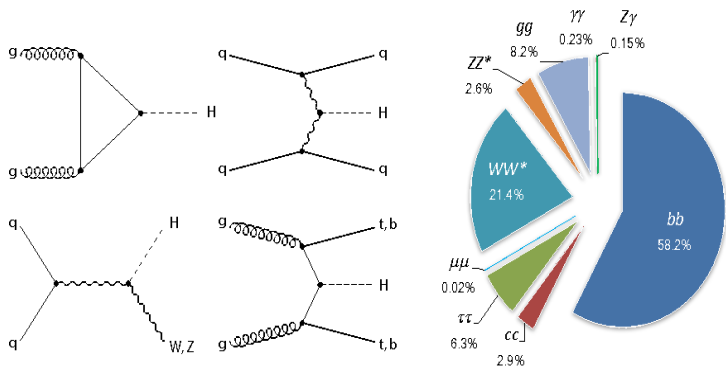 g
g
H
q
q
H
q
q
q
q
H
W, Z
g
g
t, b
H
t, b
γγ
0.23%
Zγ
0.15%
gg
8.2%
ZZ*
2.6%
WW*
21.4%
bb
58.2%
μμ
0.02%
ττ
6.3%
cc
2.9%